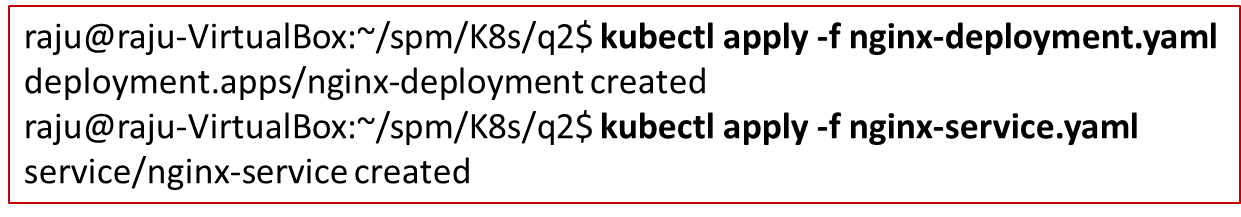 raju@raju-VirtualBox:~/spm/K8s/q2$ kubectl apply -f nginx-deployment.yaml
deployment.apps/nginx-deployment created
raju@raju-VirtualBox:~/spm/K8s/q2$ kubectl apply -f nginx-service.yaml
service/nginx-service created